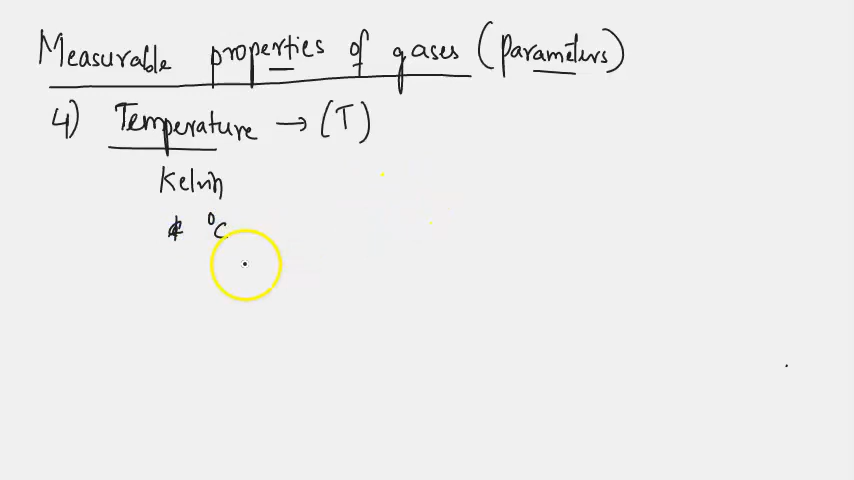 Measurable properties of gases (Parameters)
4) Temperature → (T)
Kelvin
°C